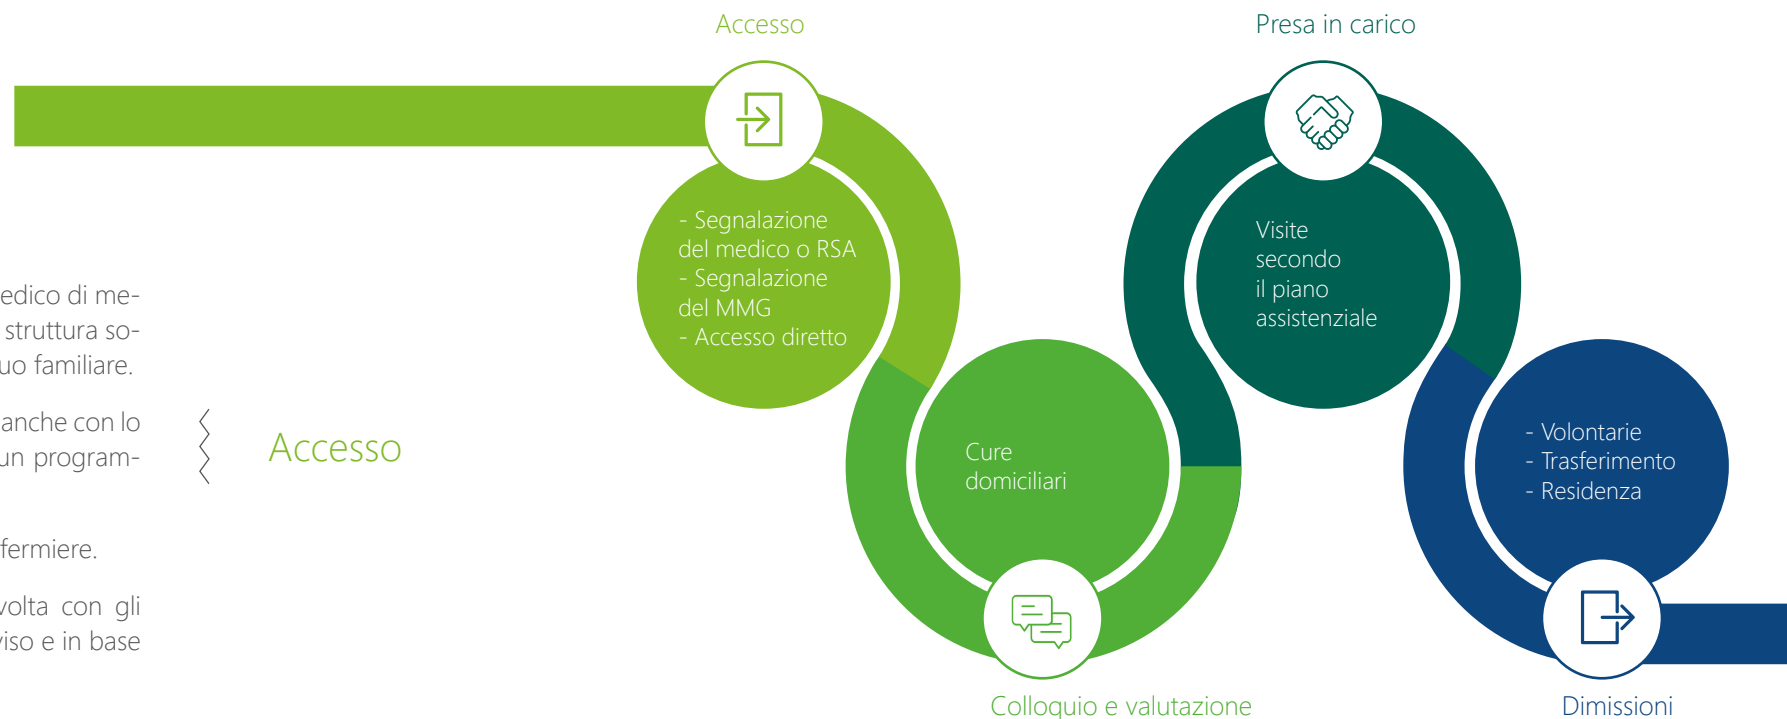 edico di me-
struttura so-
uo familiare.
anche con lo
un program-
fermiere.
volta con gli
viso e in base
Accesso
Accesso
- Segnalazione
del medico o RSA
- Segnalazione
del MMG
- Accesso diretto
Cure
domiciliari
Colloquio e valutazione
Presa in carico
Visite
secondo
il piano
assistenziale
- Volontarie
- Trasferimento
- Residenza
Dimissioni